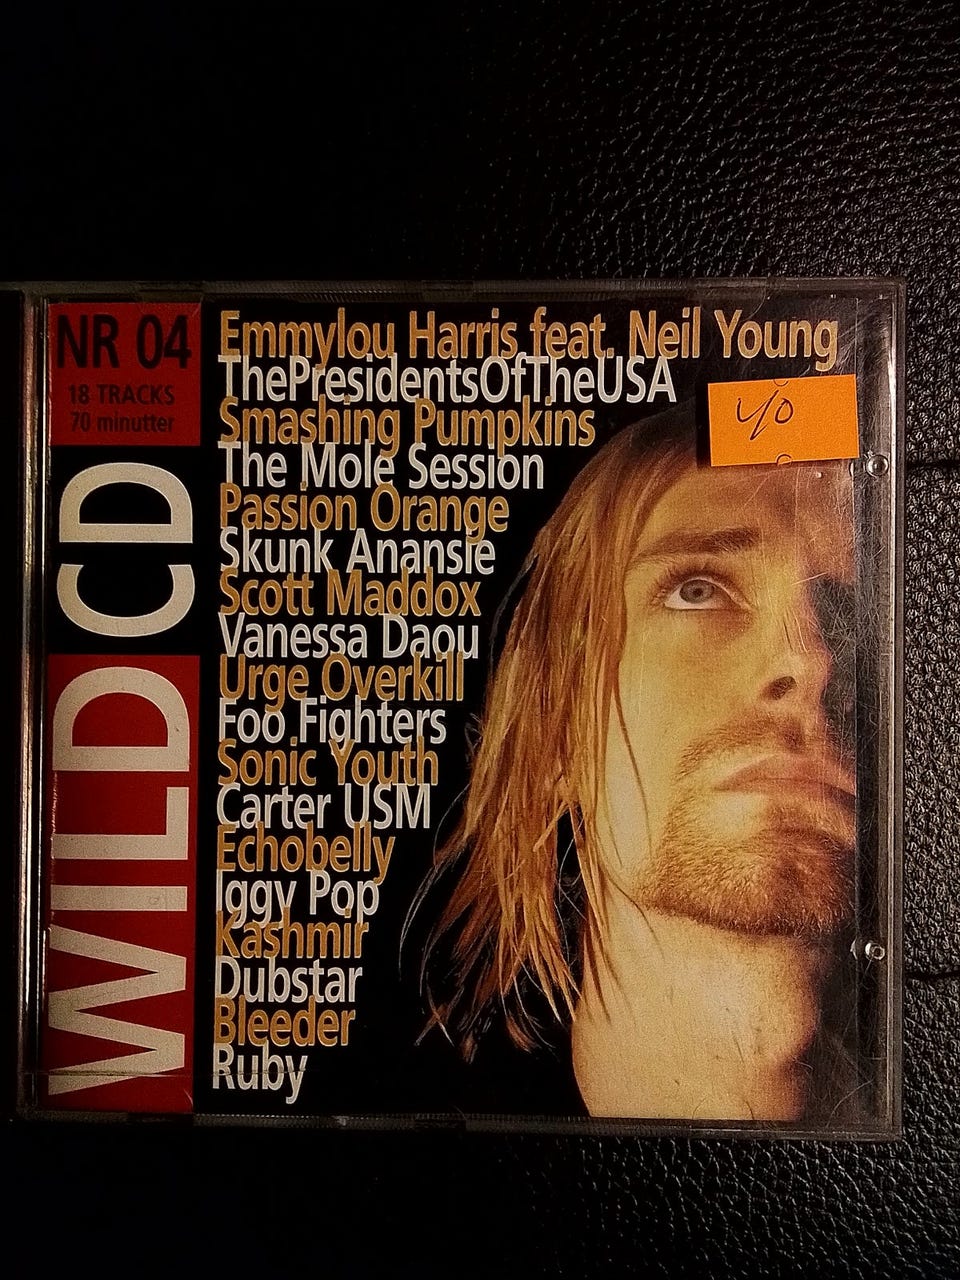 NR 04
18 TRACKS
70 minutter
WILD CD
Emmylou Harris feat. Neil Young
ThePresidentsOfTheUSA
Smashing Pumpkins
The Mole Session
Passion Orange
Skunk Anansie
Scott Maddox
Vanessa Daou
Urge Overkill
Foo Fighters
Sonic Youth
Carter USM
Echobelly
Iggy Pop
Kashmir
Dubstar
Bleeder
Ruby
40